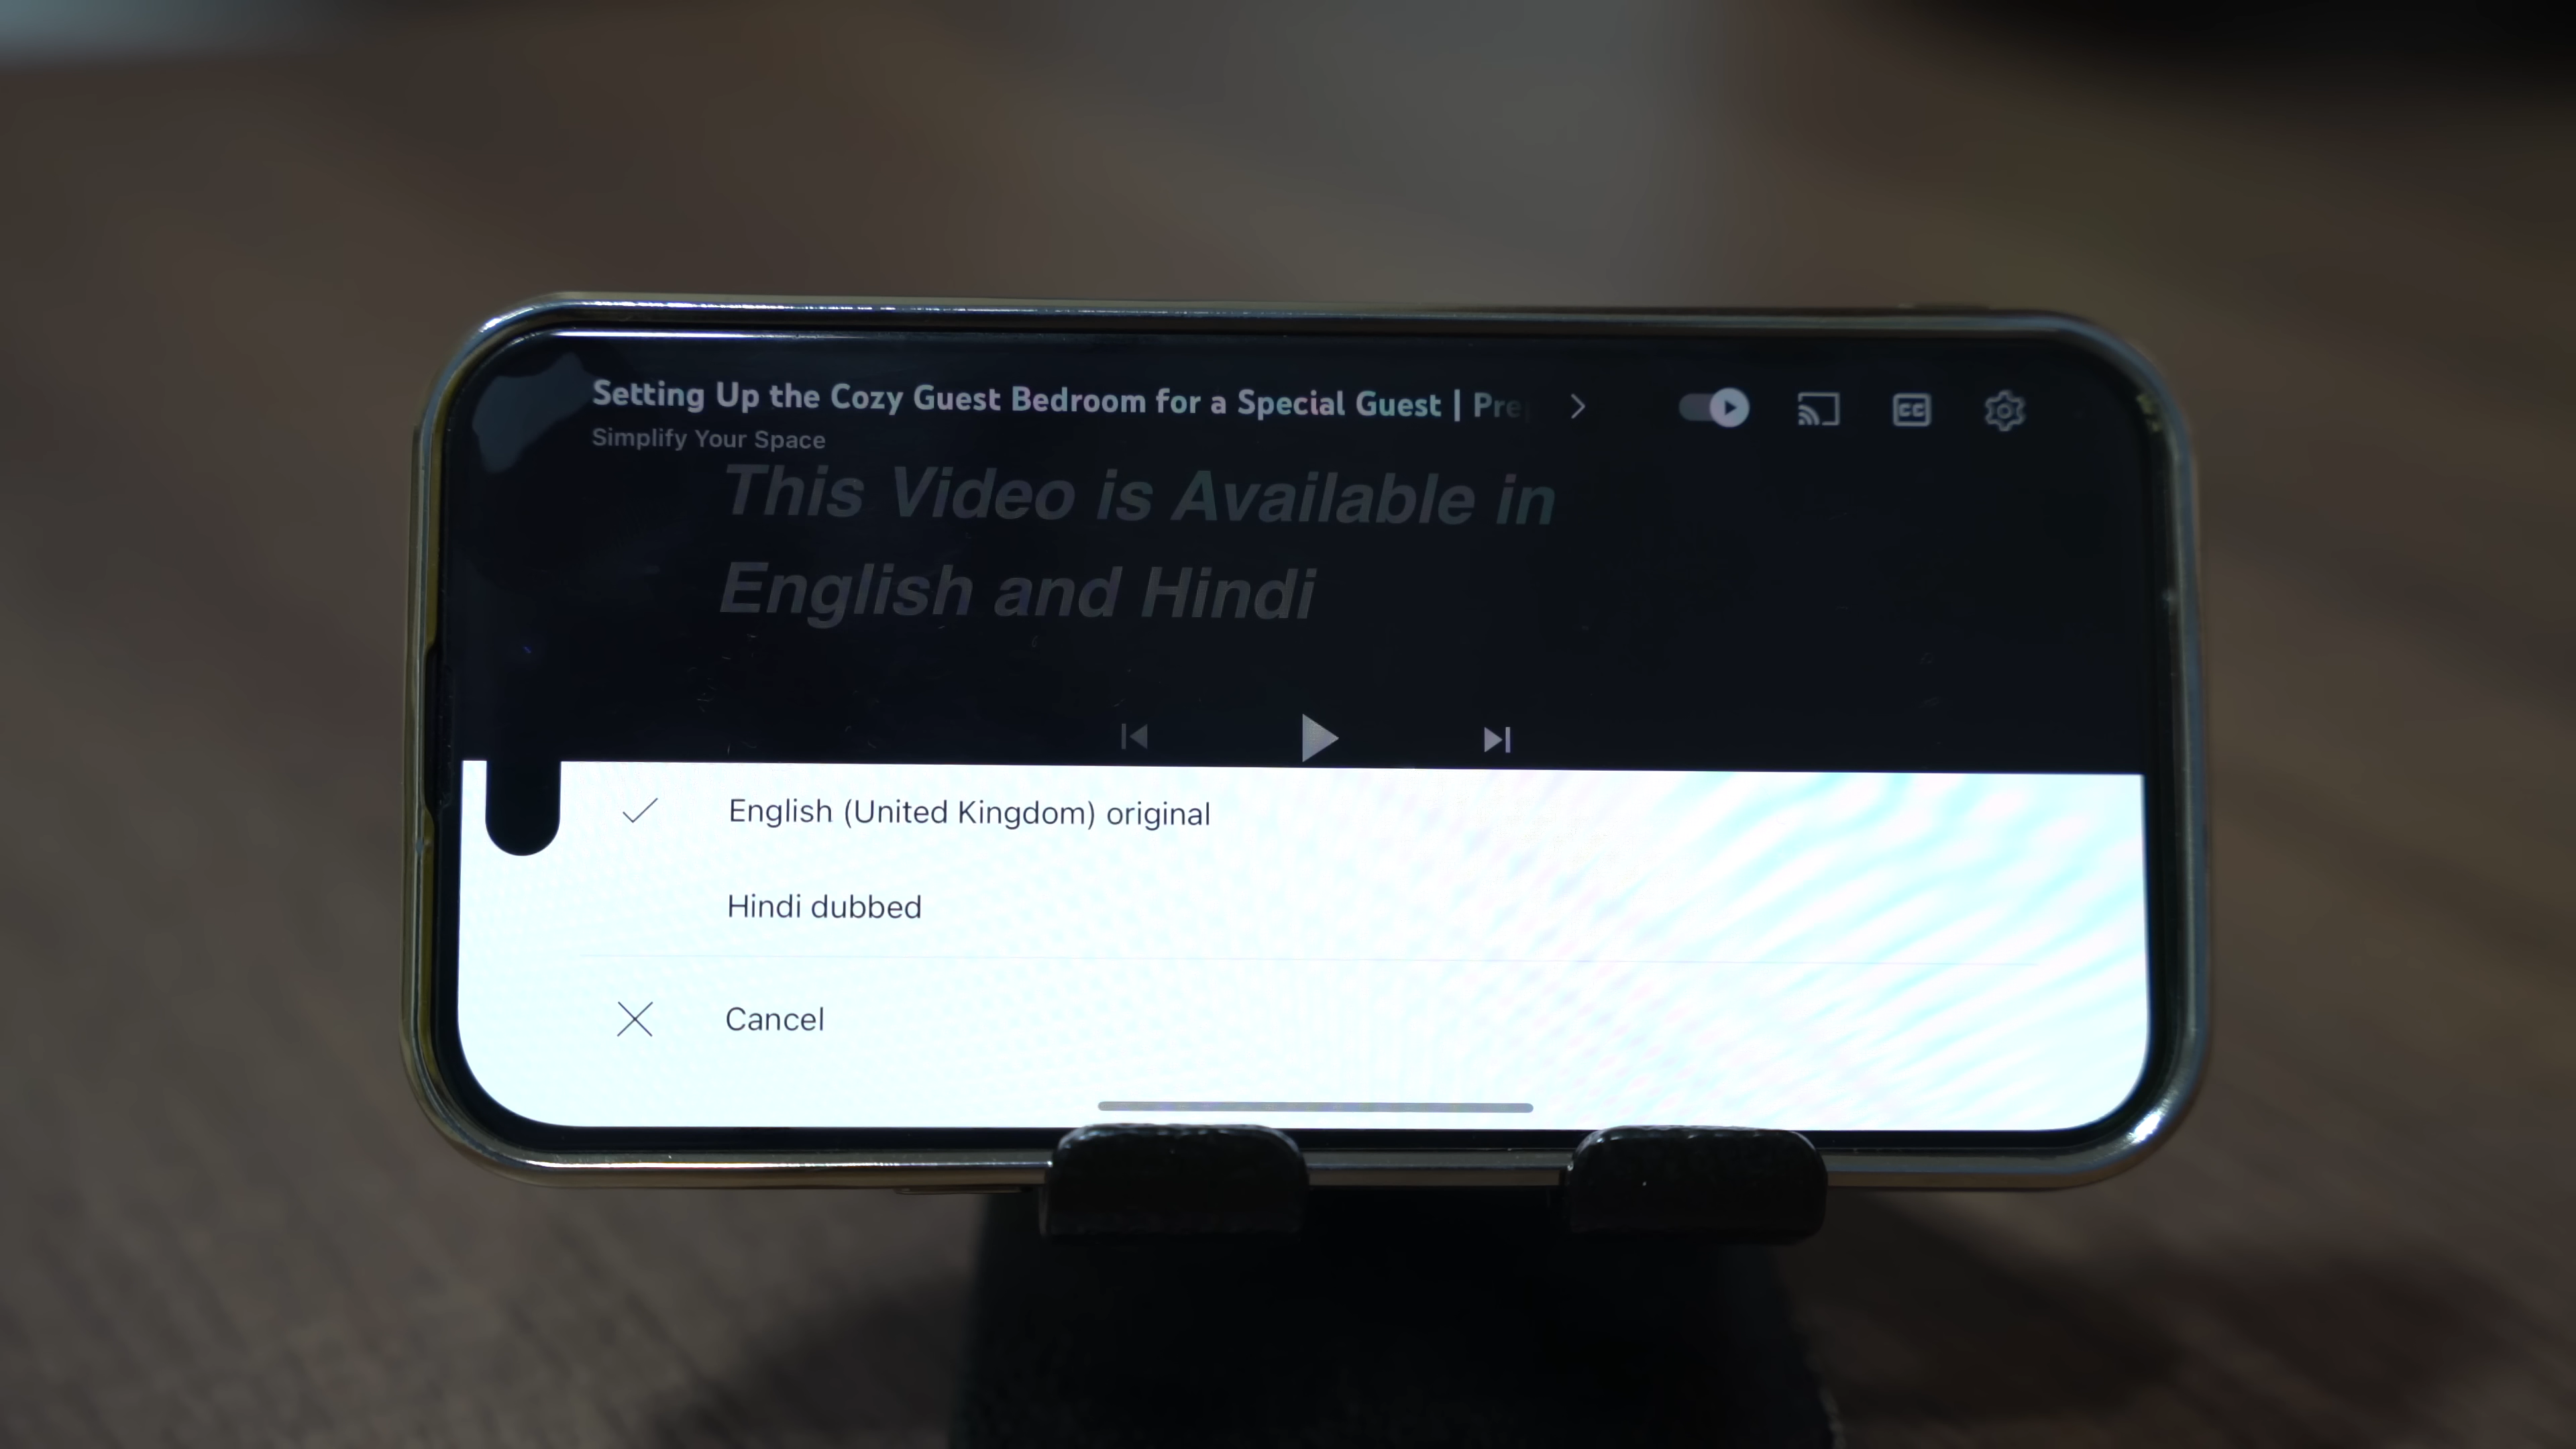 Setting Up the Cozy Guest Bedroom for a Special Guest |
Simplify Your Space
CC
This Video is Available in
English and Hindi
English (United Kingdom) original
Hindi dubbed
Cancel